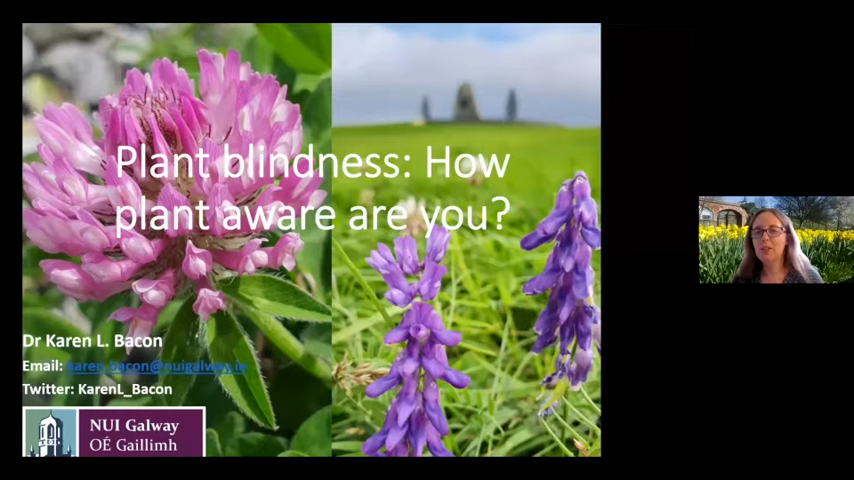 Plant blindness: How
plant aware are you?
Dr Karen L. Bacon
Email: karen.bacon@nuigalway.ie
Twitter: KarenL_Bacon
NUI Galway
OÉ Gaillimh